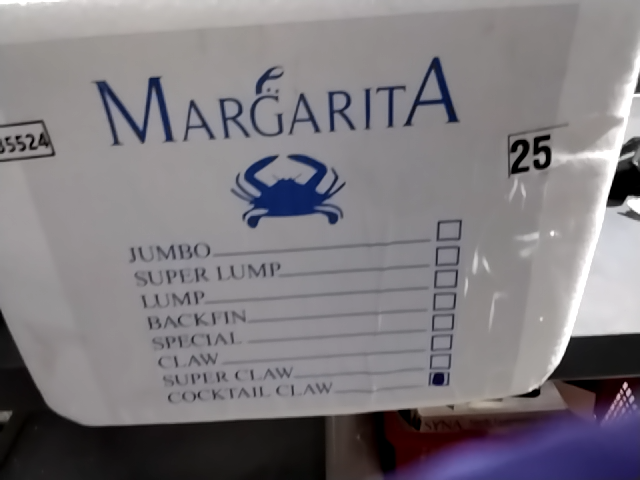 MARGARITA
35524
25
JUMBO
SUPER LUMP
LUMP
BACKFIN
SPECIAL
CLAW
SUPER CLAW
COCKTAIL CLAW